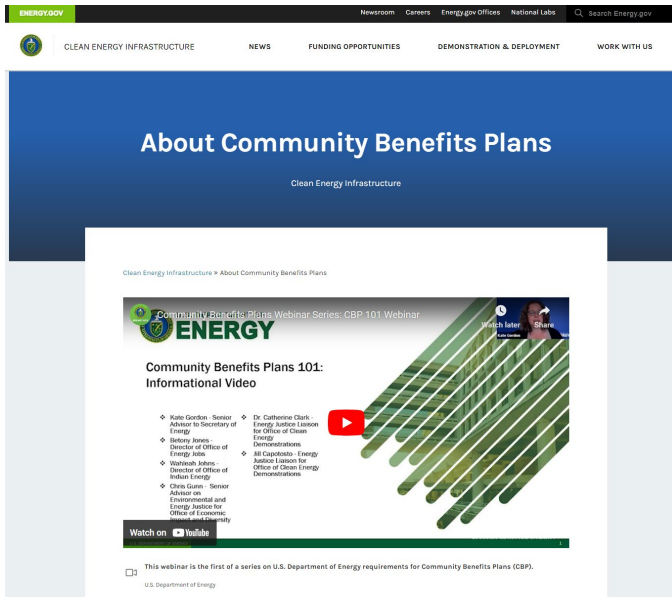 ENERGY.GOV
Newsroom Careers Energy.gov Offices National Labs Search Energy.gov
CLEAN ENERGY INFRASTRUCTURE NEWS FUNDING OPPORTUNITIES DEMONSTRATION & DEPLOYMENT WORK WITH US
About Community Benefits Plans
Clean Energy Infrastructure
Clean Energy Infrastructure » About Community Benefits Plans
Community Benefits Plans Webinar Series: CBP 101 Webinar
Watch later Share
Kate Gordon
ENERGY
Community Benefits Plans 101:
Informational Video
❖ Kate Gordon - Senior
Advisor to Secretary of
Energy
❖ Betony Jones -
Director of Office of
Energy Jobs
❖ Wahleah Johns -
Director of Office of
Indian Energy
❖ Chris Gunn - Senior
Advisor on
Environmental and
Energy Justice for
Office of Economic
Impact and Diversity
❖ Dr. Catherine Clark -
Energy Justice Liaison
for Office of Clean
Energy
Demonstrations
❖ Jill Capotosto - Energy
Justice Liaison for
Office of Clean Energy
Demonstrations
Watch on YouTube
1
This webinar is the first of a series on U.S. Department of Energy requirements for Community Benefits Plans (CBP).
U.S. Department of Energy